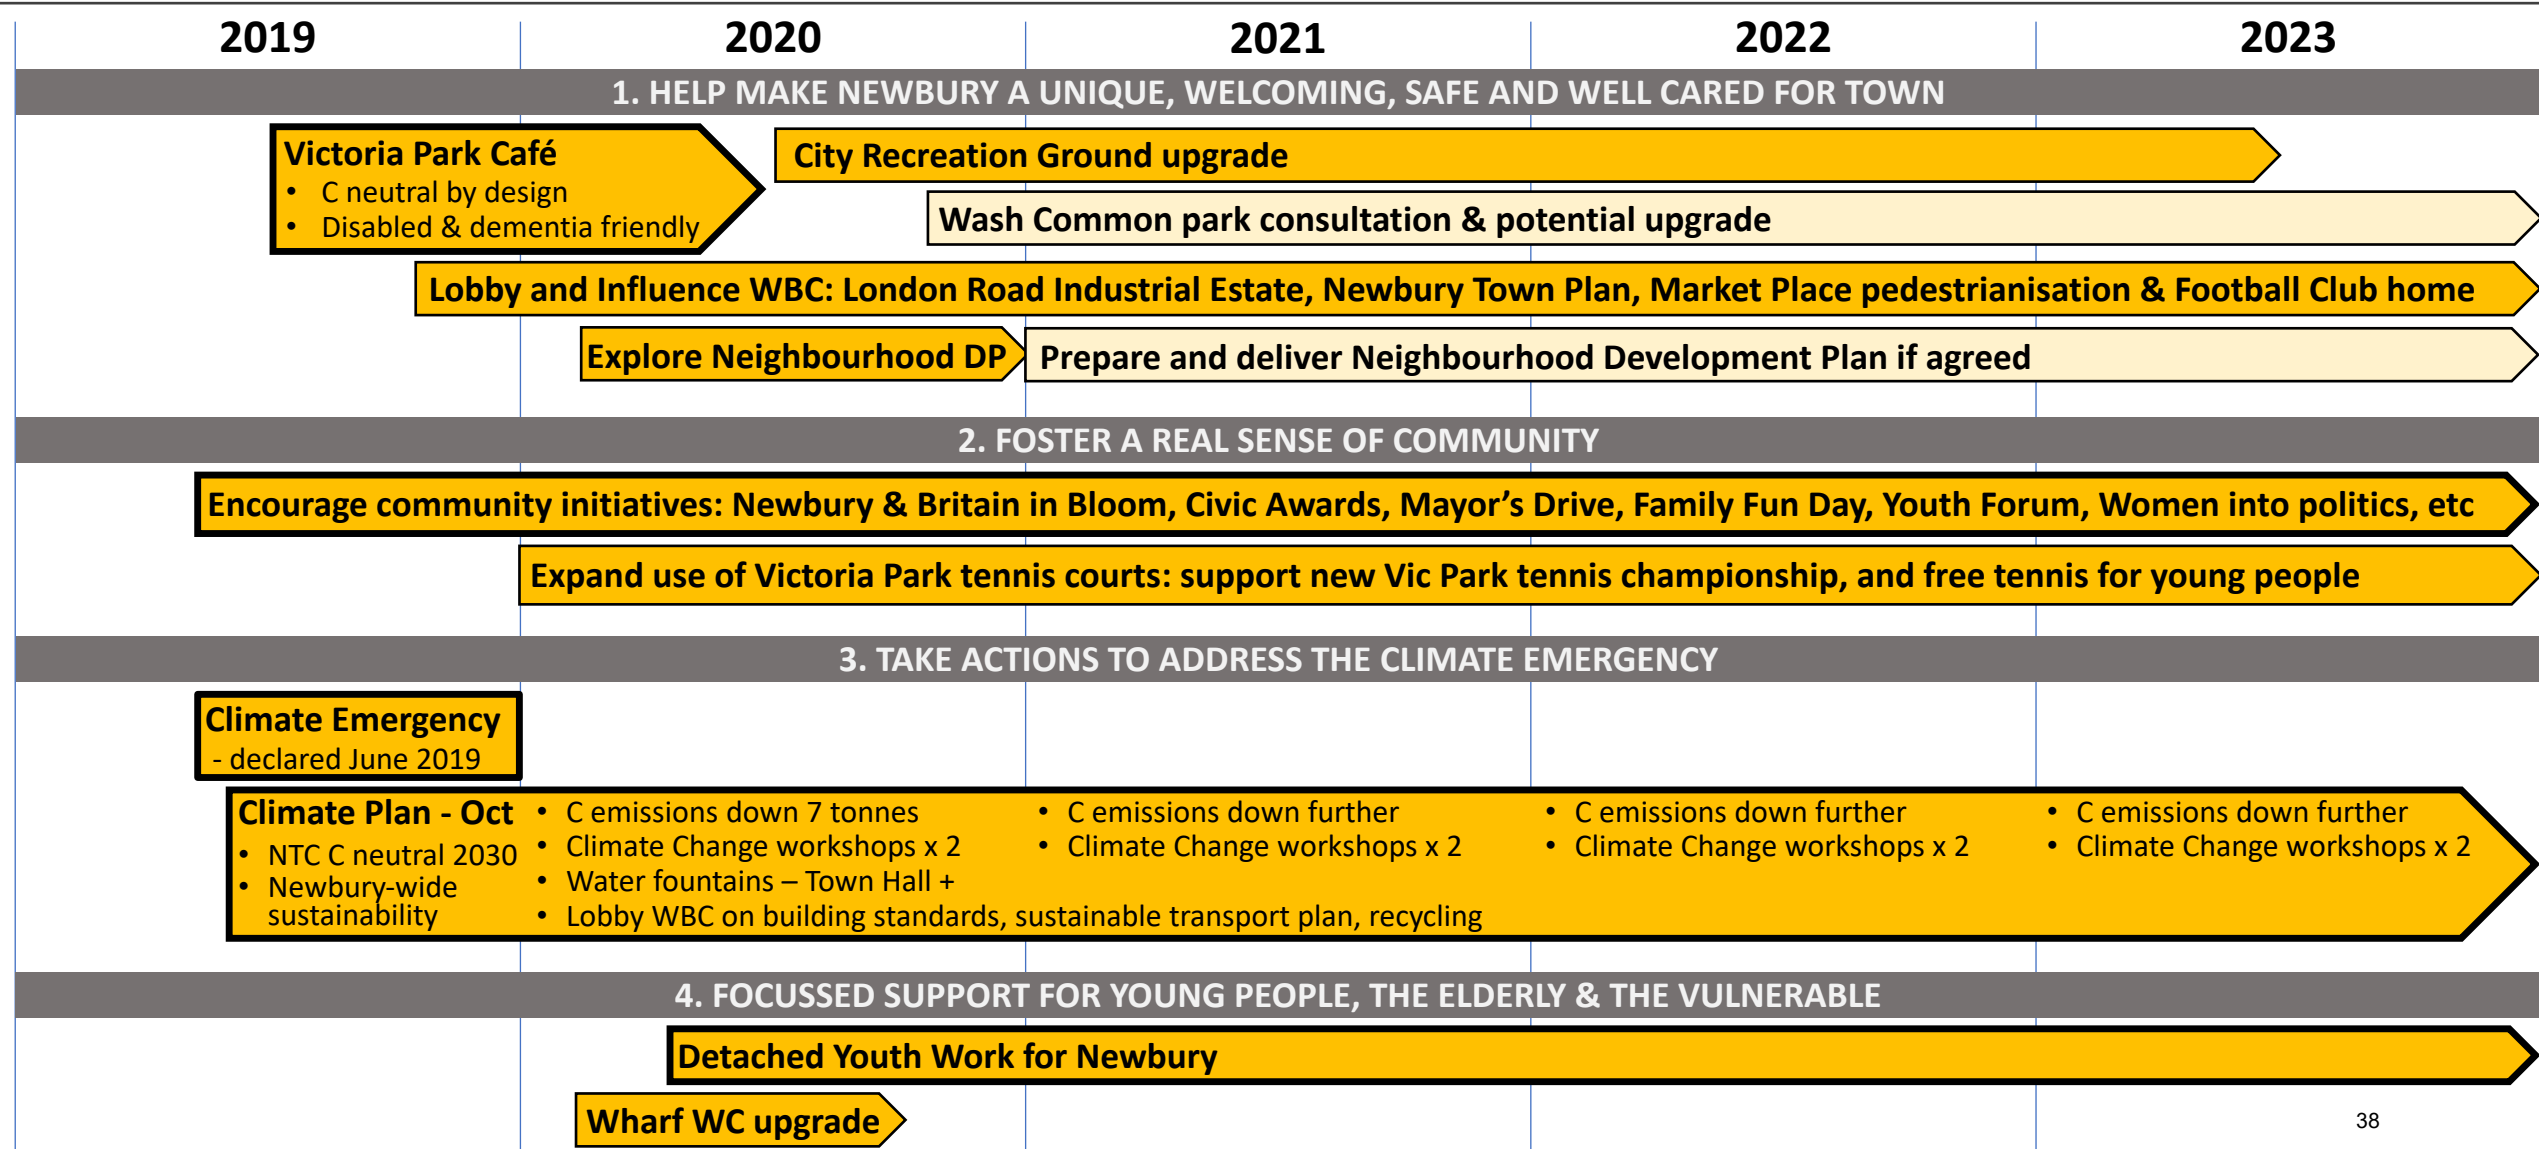 2019 2020 2021 2022 2023
1. HELP MAKE NEWBURY A UNIQUE, WELCOMING, SAFE AND WELL CARED FOR TOWN
Victoria Park Café
• C neutral by design
• Disabled & dementia friendly
City Recreation Ground upgrade
Wash Common park consultation & potential upgrade
Lobby and Influence WBC: London Road Industrial Estate, Newbury Town Plan, Market Place pedestrianisation & Football Club home
Explore Neighbourhood DP
Prepare and deliver Neighbourhood Development Plan if agreed
2. FOSTER A REAL SENSE OF COMMUNITY
Encourage community initiatives: Newbury & Britain in Bloom, Civic Awards, Mayor’s Drive, Family Fun Day, Youth Forum, Women into politics, etc
Expand use of Victoria Park tennis courts: support new Vic Park tennis championship, and free tennis for young people
3. TAKE ACTIONS TO ADDRESS THE CLIMATE EMERGENCY
Climate Emergency
- declared June 2019
Climate Plan - Oct
• NTC C neutral 2030
• Newbury-wide
sustainability
• C emissions down 7 tonnes
• Climate Change workshops x 2
• Water fountains – Town Hall +
• Lobby WBC on building standards, sustainable transport plan, recycling
• C emissions down further
• Climate Change workshops x 2
• C emissions down further
• Climate Change workshops x 2
• C emissions down further
• Climate Change workshops x 2
4. FOCUSSED SUPPORT FOR YOUNG PEOPLE, THE ELDERLY & THE VULNERABLE
Detached Youth Work for Newbury
Wharf WC upgrade
38